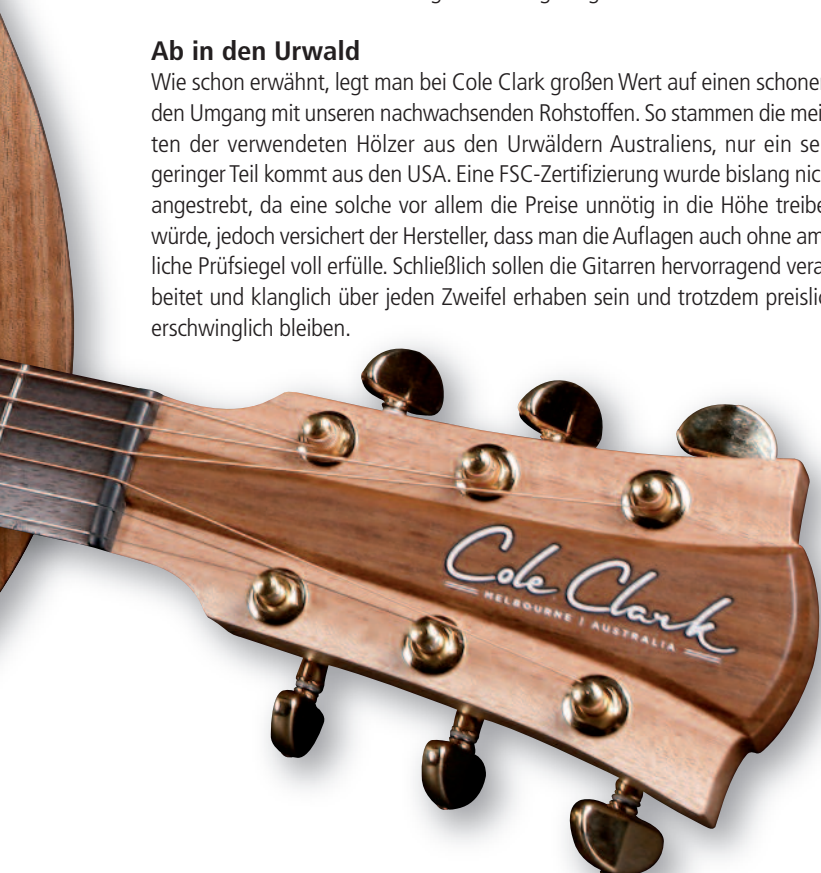 Ab in den Urwald
Wie schon erwähnt, legt man bei Cole Clark großen Wert auf einen schonen
den Umgang mit unseren nachwachsenden Rohstoffen. So stammen die meis
ten der verwendeten Hölzer aus den Urwäldern Australiens, nur ein se
geringer Teil kommt aus den USA. Eine FSC-Zertifizierung wurde bislang nic
angestrebt, da eine solche vor allem die Preise unnötig in die Höhe treibe
würde, jedoch versichert der Hersteller, dass man die Auflagen auch ohne am
liche Prüfsiegel voll erfülle. Schließlich sollen die Gitarren hervorragend vera
beitet und klanglich über jeden Zweifel erhaben sein und trotzdem preislic
erschwinglich bleiben.
Cole Clark
MELBOURNE | AUSTRALIA